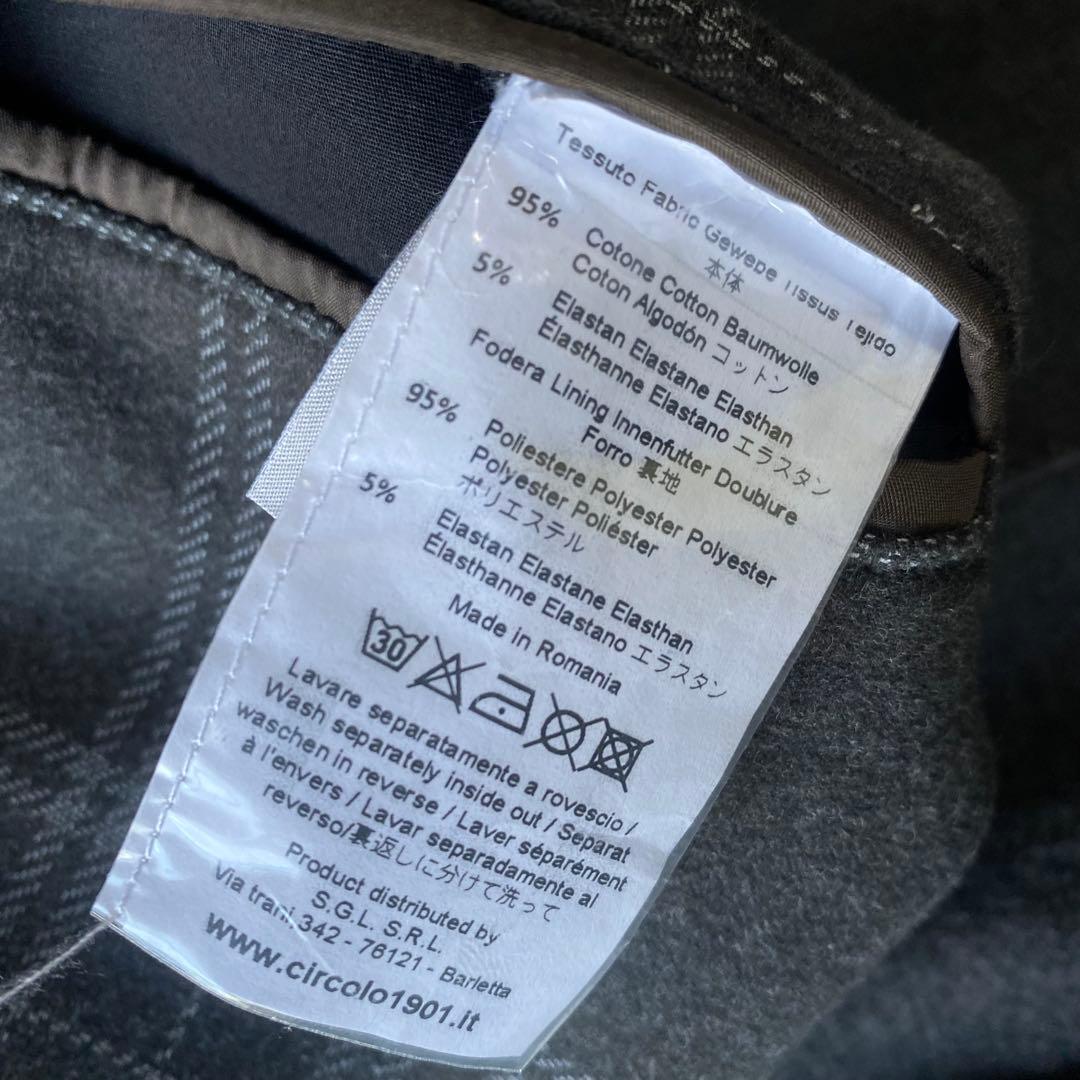 Tessuto Fabric Gewebe Tissus Tejido
本体
95% Cotone Cotton Baumwolle
Coton Algodón コットン
5% Elastan Elastane Elasthan
Élasthanne Elastano エラスタン
Fodera Lining Innenfutter Doublure
Forro 裏地
95% Poliestere Polyester Polyester
Polyester Poliéster
ポリエステル
5% Elastan Elastane Elasthan
Élasthanne Elastano エラスタン
Made in Romania
30
Lavare separatamente a rovescio /
Wash separately inside out / Separat
waschen in reverse / Laver séparément
à l'envers / Lavar separadamente al
reverso/裏返しに分けて洗って
Product distributed by
S.G.L. S.R.L.
Via trani 342 - 76121 - Barletta
www.circolo1901.it